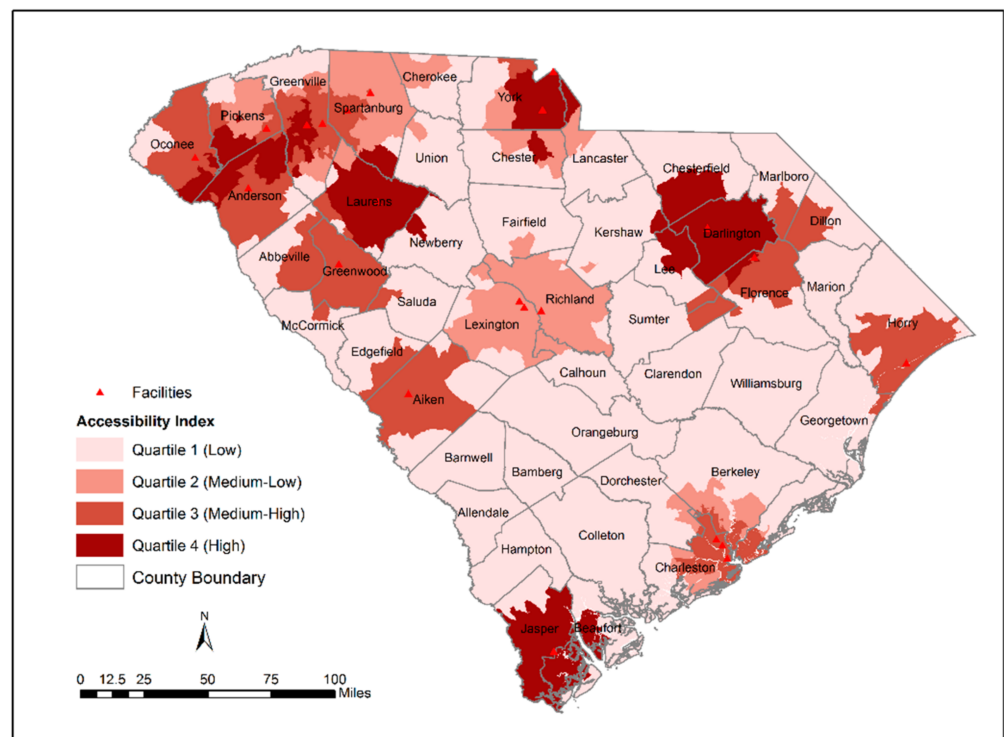 Cherokee
Greenville
York
Spartanburg
Pickens
Oconee
Union
Chester
Lancaster
Chesterfield
Marlboro
Anderson
Laurens
Fairfield
Kershaw
Darlington
Dillon
Newberry
Abbeville
Greenwood
Lee
Florence
Marion
Saluda
Richland
McCormick
Lexington
Sumter
Horry
Edgefield
Calhoun
Clarendon
Williamsburg
Facilities
Aiken
Georgetown
Accessibility Index
Orangeburg
Quartile 1 (Low)
Barnwell
Bamberg
Berkeley
Quartile 2 (Medium-Low)
Dorchester
Allendale
Quartile 3 (Medium-High)
Colleton
Quartile 4 (High)
Hampton
Charleston
County Boundary
N
Jasper
Beaufort
0 12.5 25 50 75 100
Miles